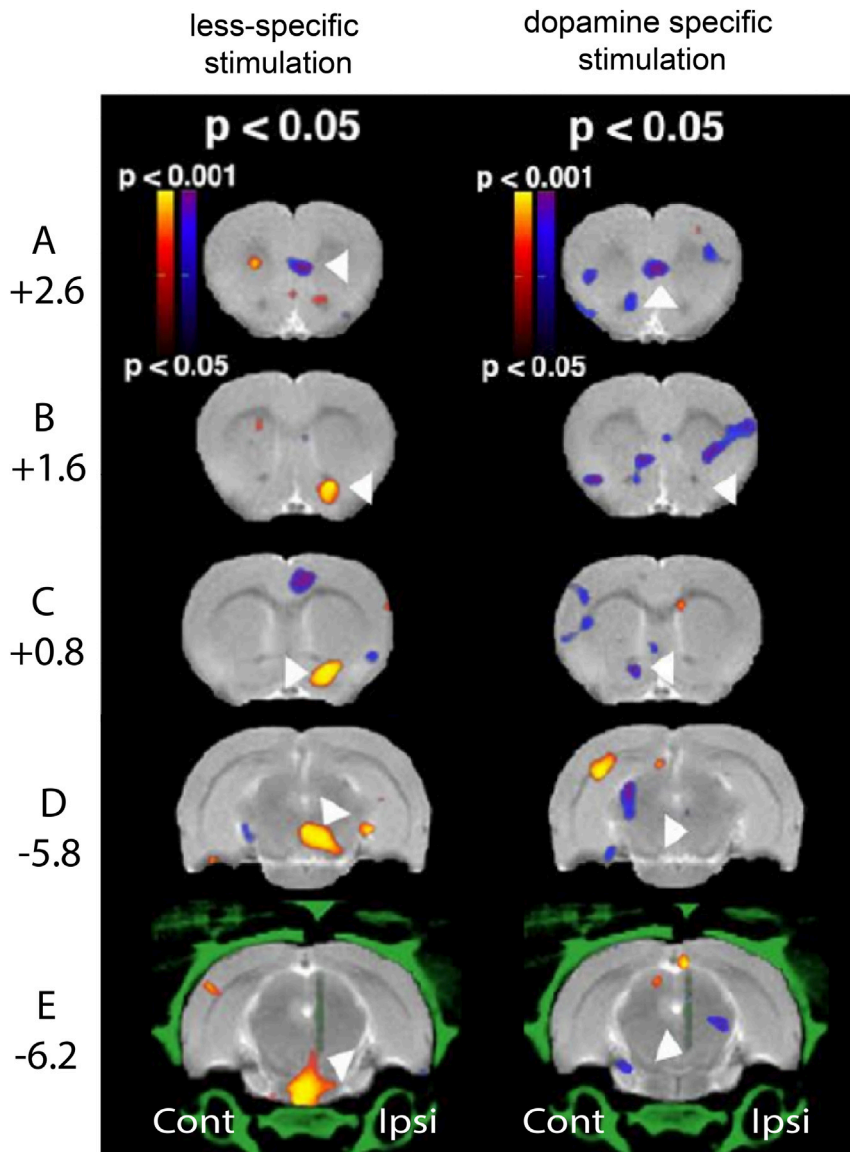 less-specific
stimulation
dopamine specific
stimulation
p < 0.05
p < 0.05
p < 0.001
p < 0.001
A
+2.6
p < 0.05
p < 0.05
B
+1.6
C
+0.8
D
-5.8
E
-6.2
Cont
Ipsi
Cont
Ipsi